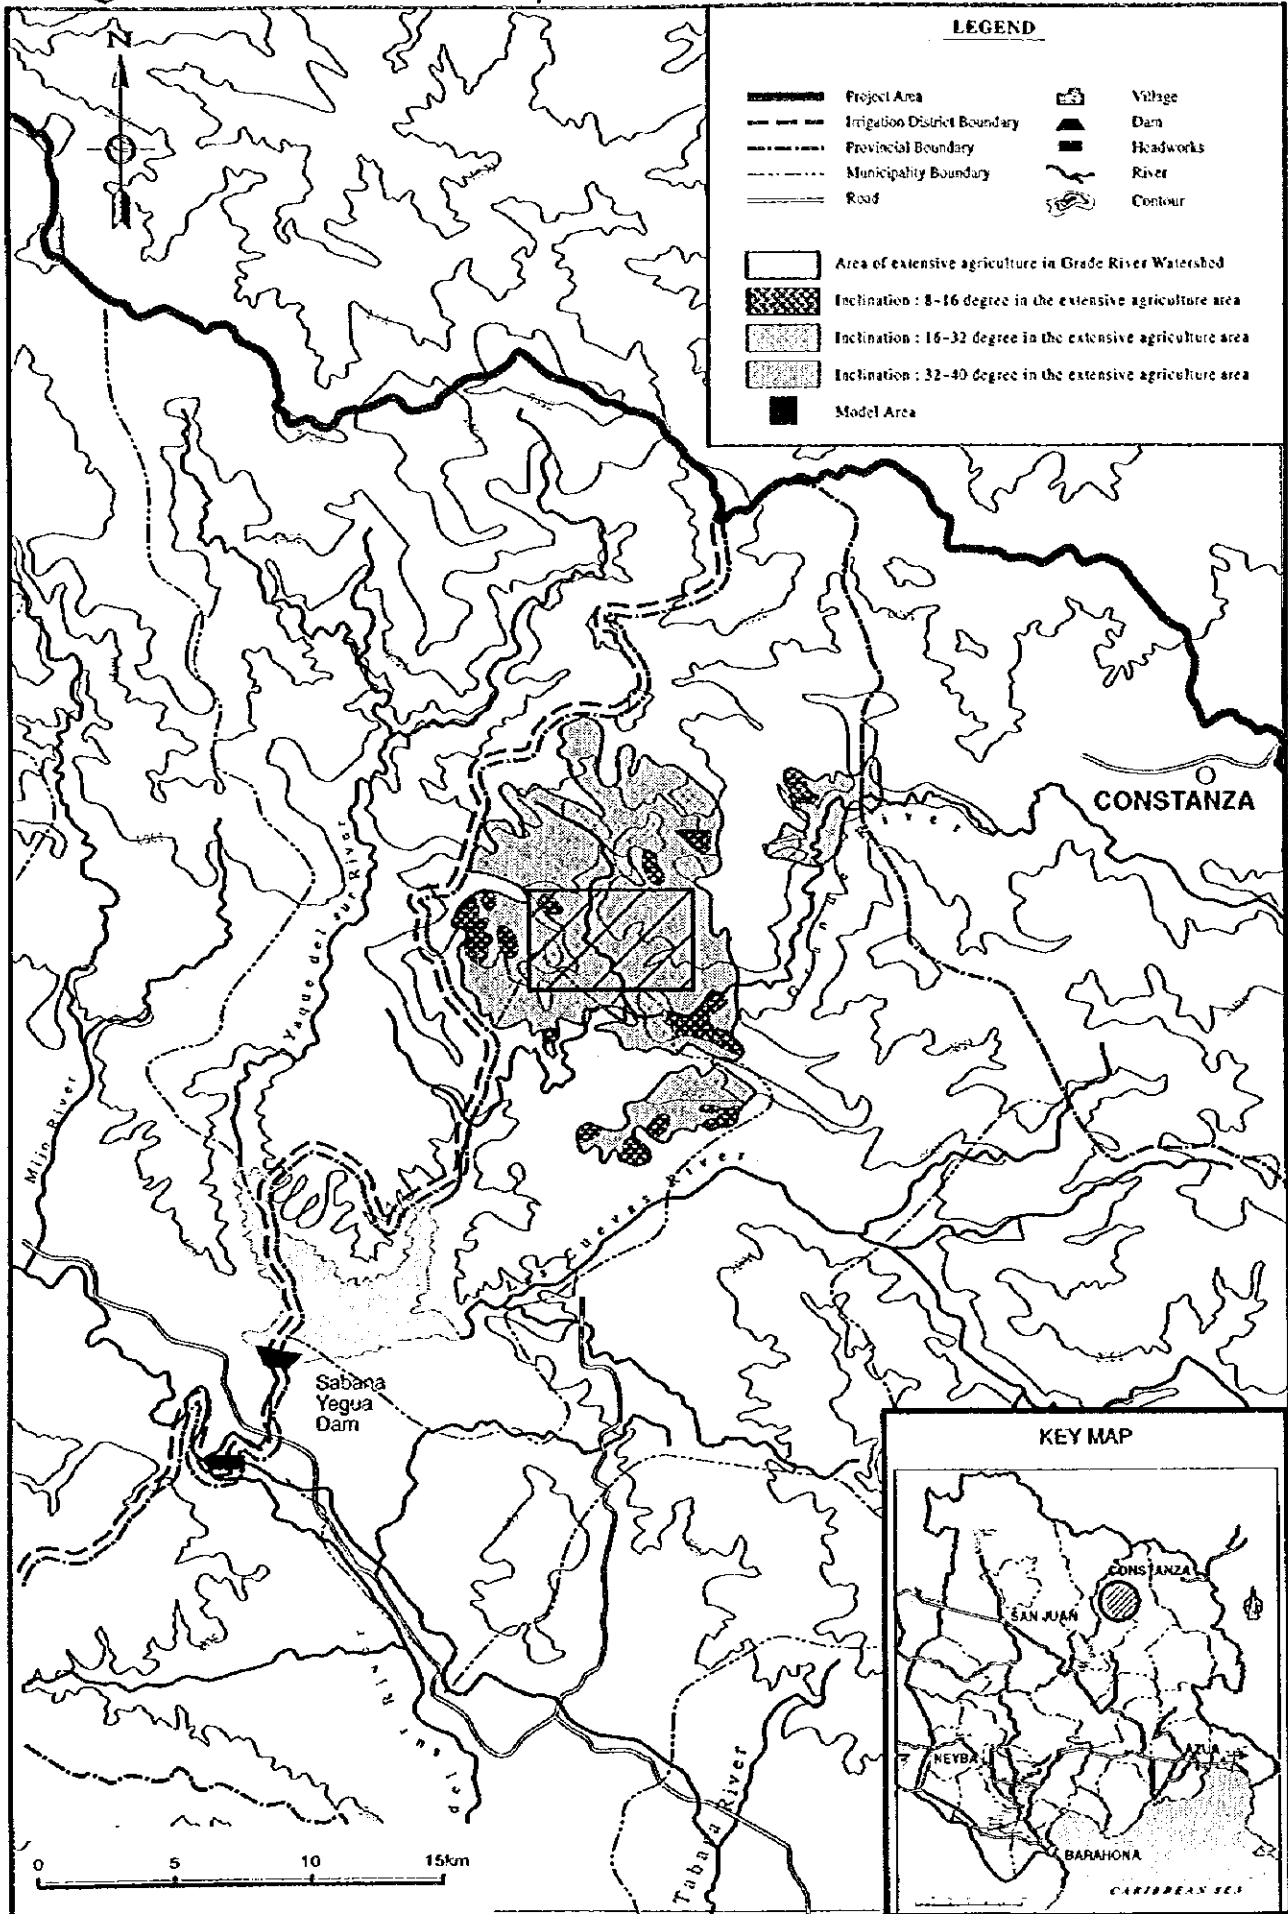 N
LEGEND
Project Area
Irrigation District Boundary
Provincial Boundary
Municipality Boundary
Road
Village
Dam
Headworks
River
Contour
Area of extensive agriculture in Grade River Watershed
Inclination : 8-16 degree in the extensive agriculture area
Inclination : 16-32 degree in the extensive agriculture area
Inclination : 32-40 degree in the extensive agriculture area
Model Area
CONSTANZA
River
Yaque del sur River
Mijo River
Cuevas River
Sabana
Yegua
Dam
del sur River
Tabara River
0 5 10 15km
KEY MAP
CONSTANZA
SAN JUAN
NEYBA
AZUA
BARAHONA
CARIBBEAN SEA